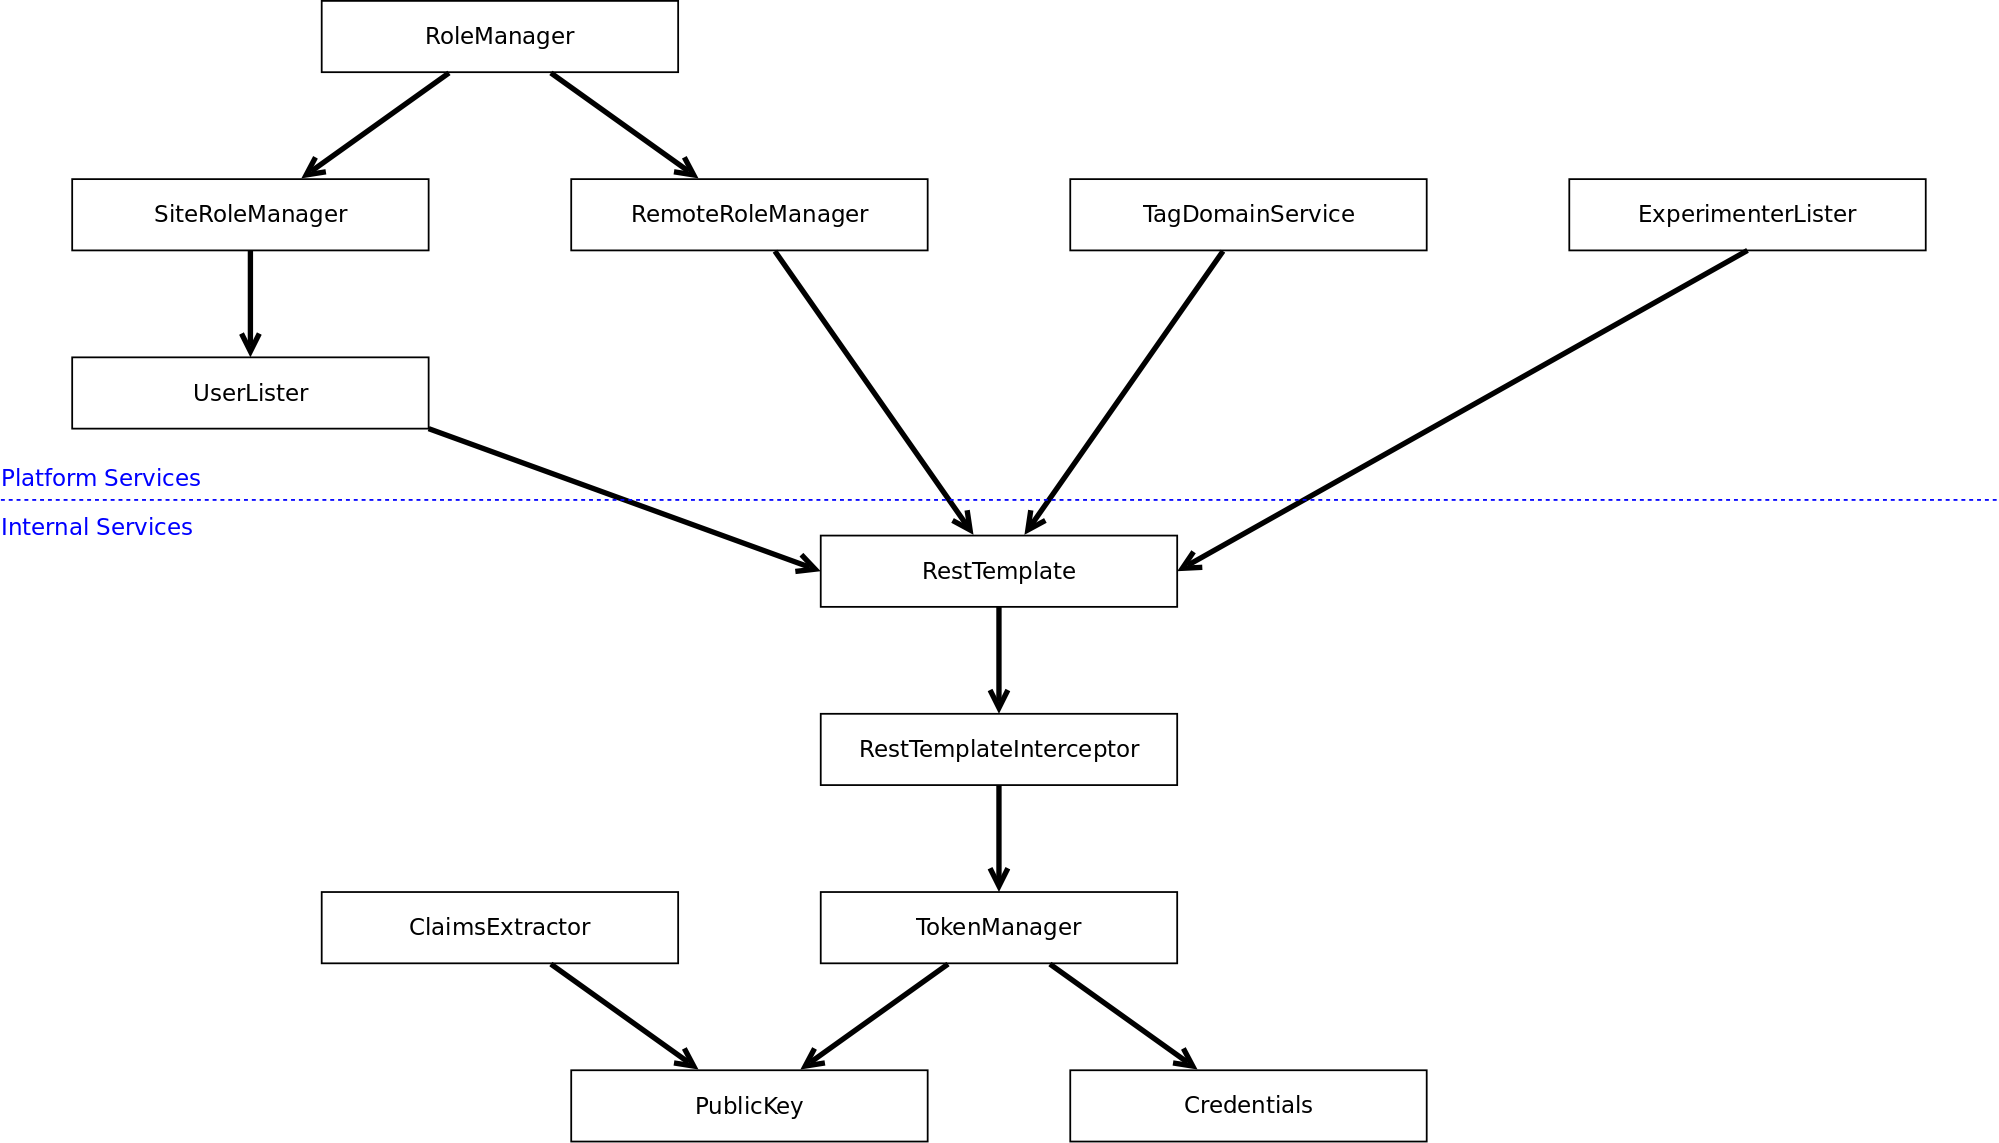 RoleManager
SiteRoleManager
RemoteRoleManager
TagDomainService
ExperimenterLister
UserLister
Platform Services
Internal Services
RestTemplate
RestTemplateInterceptor
ClaimsExtractor
TokenManager
PublicKey
Credentials